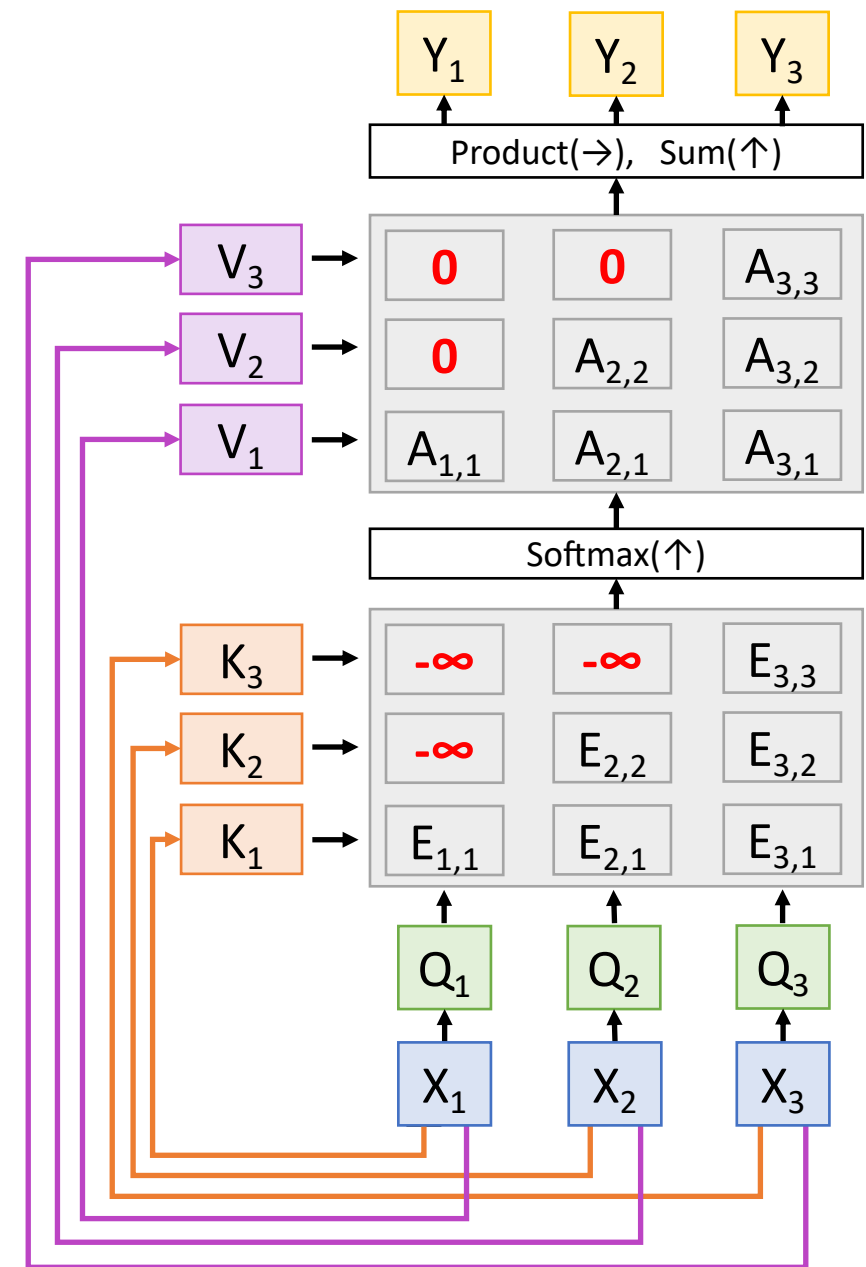 Y₁ Y₂ Y₃
Product(→), Sum(↑)
V₃ 0 0 A₃,₃
V₂ 0 A₂,₂ A₃,₂
V₁ A₁,₁ A₂,₁ A₃,₁
Softmax(↑)
K₃ -∞ -∞ E₃,₃
K₂ -∞ E₂,₂ E₃,₂
K₁ E₁,₁ E₂,₁ E₃,₁
Q₁ Q₂ Q₃
X₁ X₂ X₃